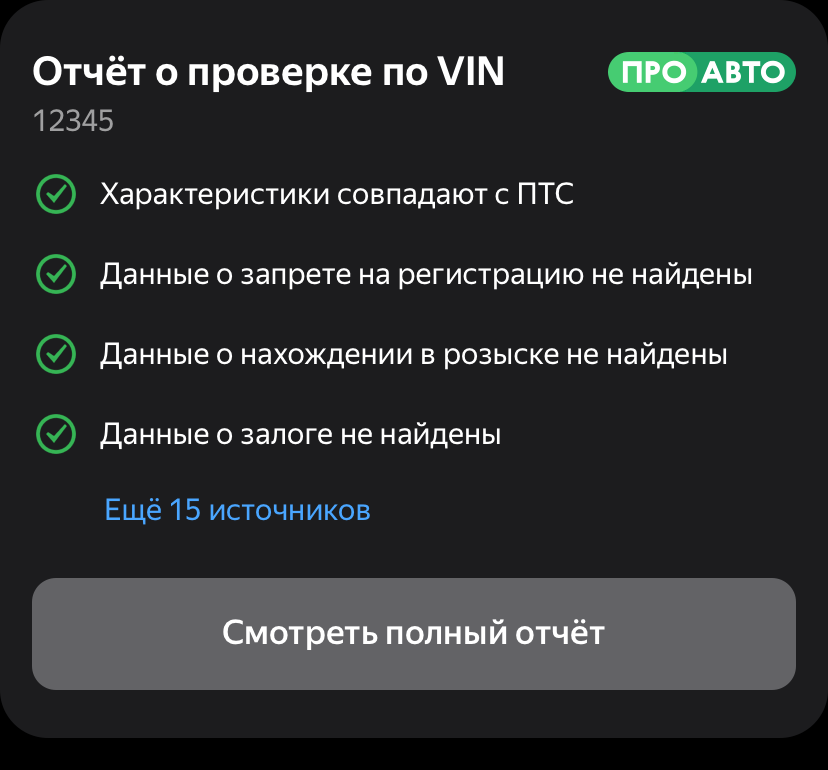 Отчёт о проверке по VIN
ПРО АВТО
12345
Характеристики совпадают с ПТС
Данные о запрете на регистрацию не найдены
Данные о нахождении в розыске не найдены
Данные о залоге не найдены
Ещё 15 источников
Смотреть полный отчёт